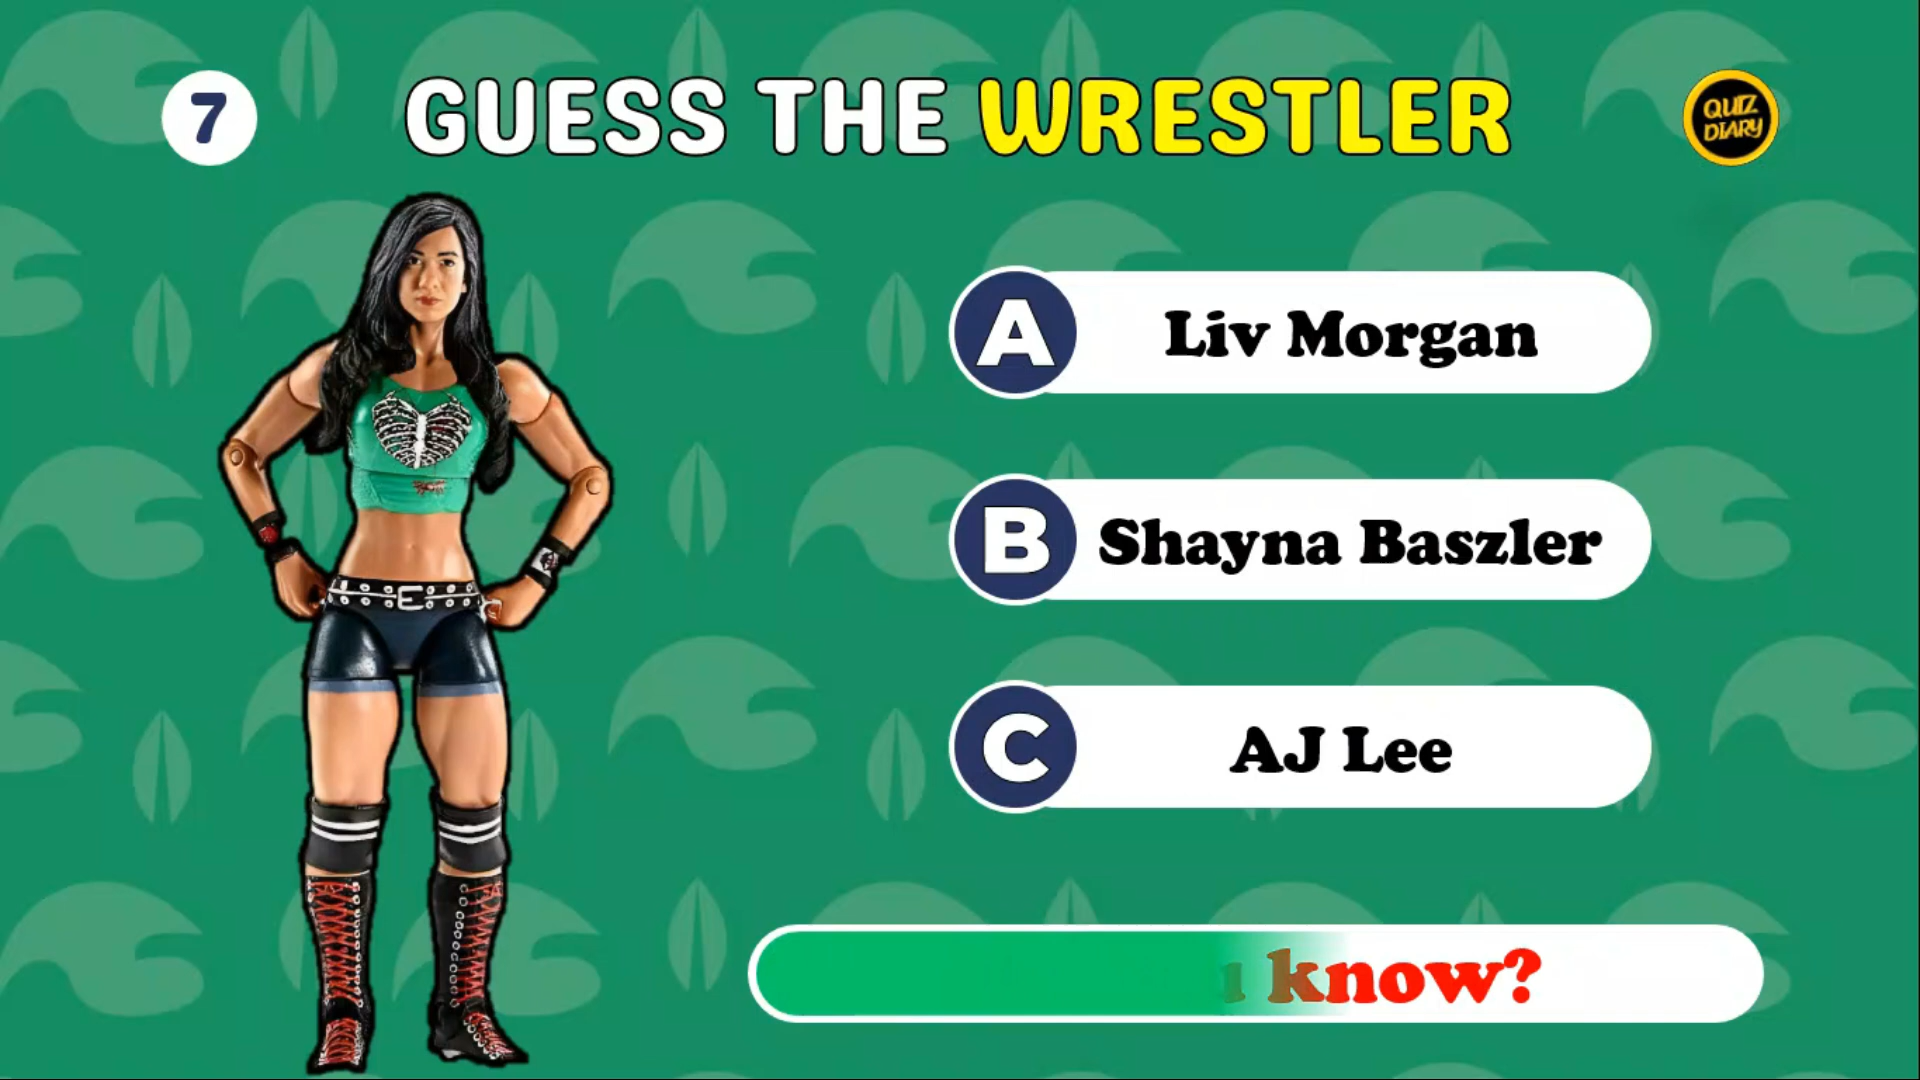 7
GUESS THE WRESTLER
QUIZ
DIARY
A Liv Morgan
B Shayna Baszler
C AJ Lee
know?